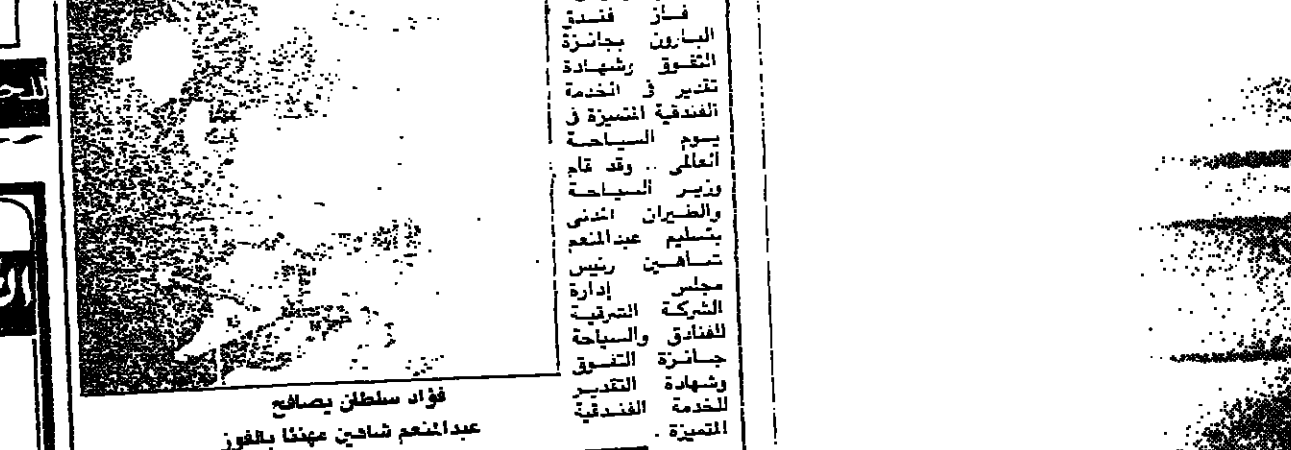 فاز فندق
البارون بجائزة
التفوق وشهادة
تقدير في الخدمة
الفندقية المتميزة في
يوم السياحة
العالمى .. وقد قام
وزير السياحة
والطيران المدنى
بتسليم عبدالمنعم
شاهين رئيس
مجلس إدارة
الشركة الشرقية
للفنادق والسياحة
جائزة التفوق
وشهادة التقدير
للخدمة الفندقية
المتميزة .
فؤاد سلطان يصافح
عبدالمنعم شاهين مهنئا بالفوز